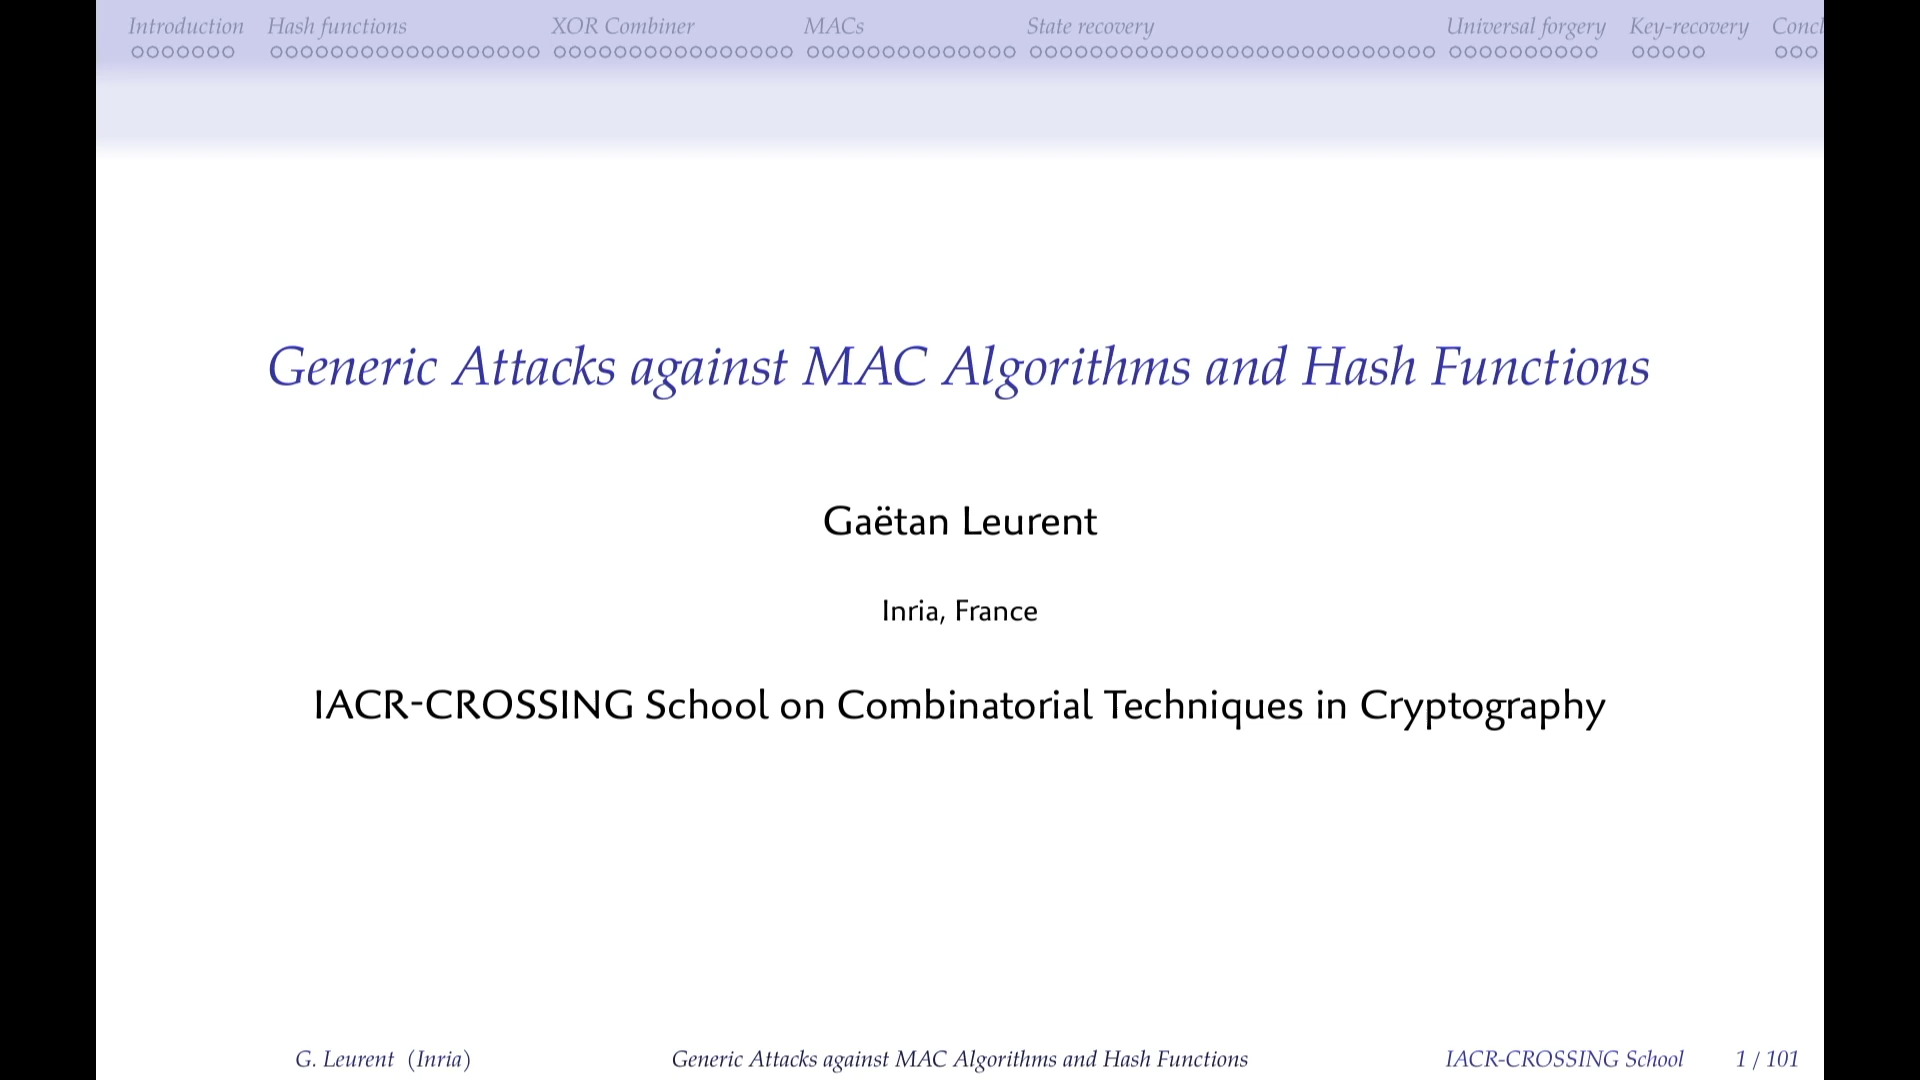 Introduction Hash functions XOR Combiner MACs State recovery Universal forgery Key-recovery Concl
Generic Attacks against MAC Algorithms and Hash Functions
Gaëtan Leurent
Inria, France
IACR-CROSSING School on Combinatorial Techniques in Cryptography
G. Leurent (Inria) Generic Attacks against MAC Algorithms and Hash Functions IACR-CROSSING School 1 / 101